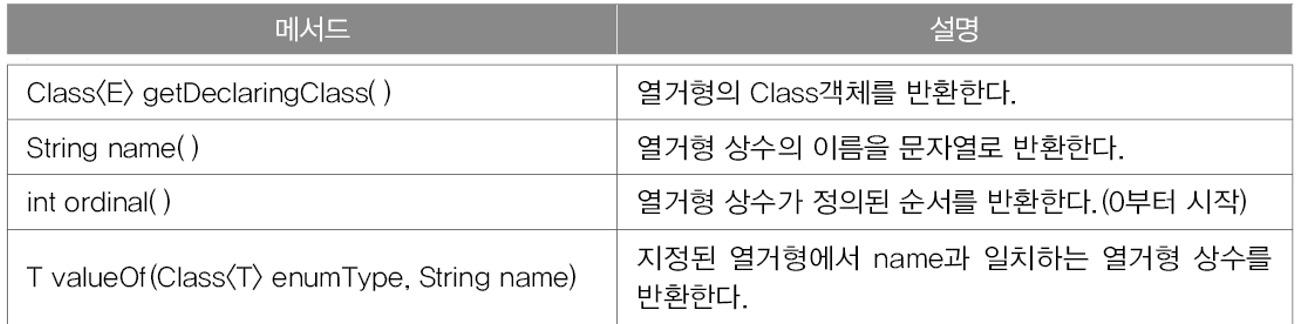 메서드 설명
Class〈E〉 getDeclaringClass( ) 열거형의 Class객체를 반환한다.
String name( ) 열거형 상수의 이름을 문자열로 반환한다.
int ordinal( ) 열거형 상수가 정의된 순서를 반환한다.(0부터 시작)
T valueOf(Class〈T〉 enumType, String name) 지정된 열거형에서 name과 일치하는 열거형 상수를
반환한다.